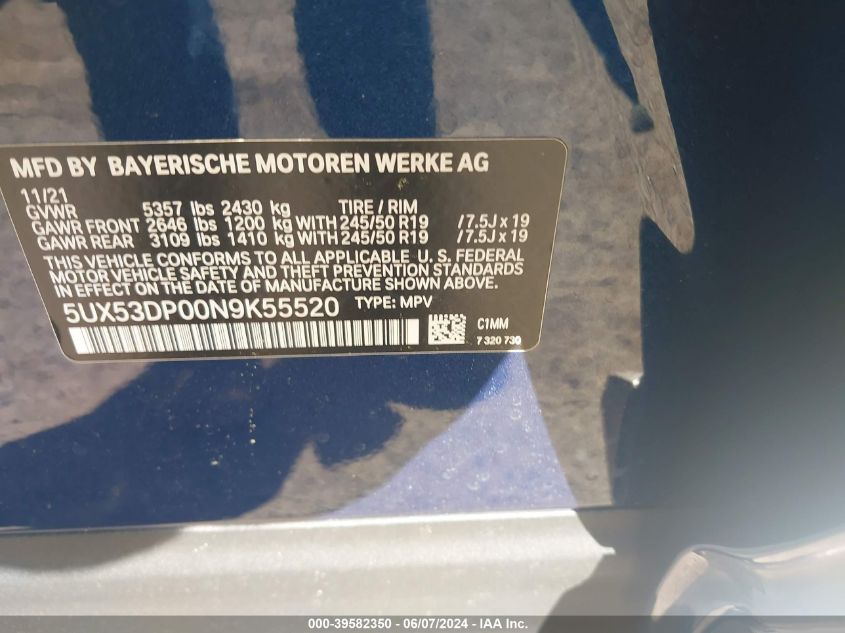 MFD BY BAYERISCHE MOTOREN WERKE AG
11/21
GVWR 5357 lbs 2430 kg TIRE / RIM
GAWR FRONT 2646 lbs 1200 kg WITH 245/50 R19 /7.5J x 19
GAWR REAR 3109 lbs 1410 kg WITH 245/50 R19 /7.5J x 19
THIS VEHICLE CONFORMS TO ALL APPLICABLE U. S. FEDERAL
MOTOR VEHICLE SAFETY AND THEFT PREVENTION STANDARDS
IN EFFECT ON THE DATE OF MANUFACTURE SHOWN ABOVE.
5UX53DP00N9K55520 TYPE: MPV
C1MM
7 320 730
000-39582350 - 06/07/2024 - IAA Inc.